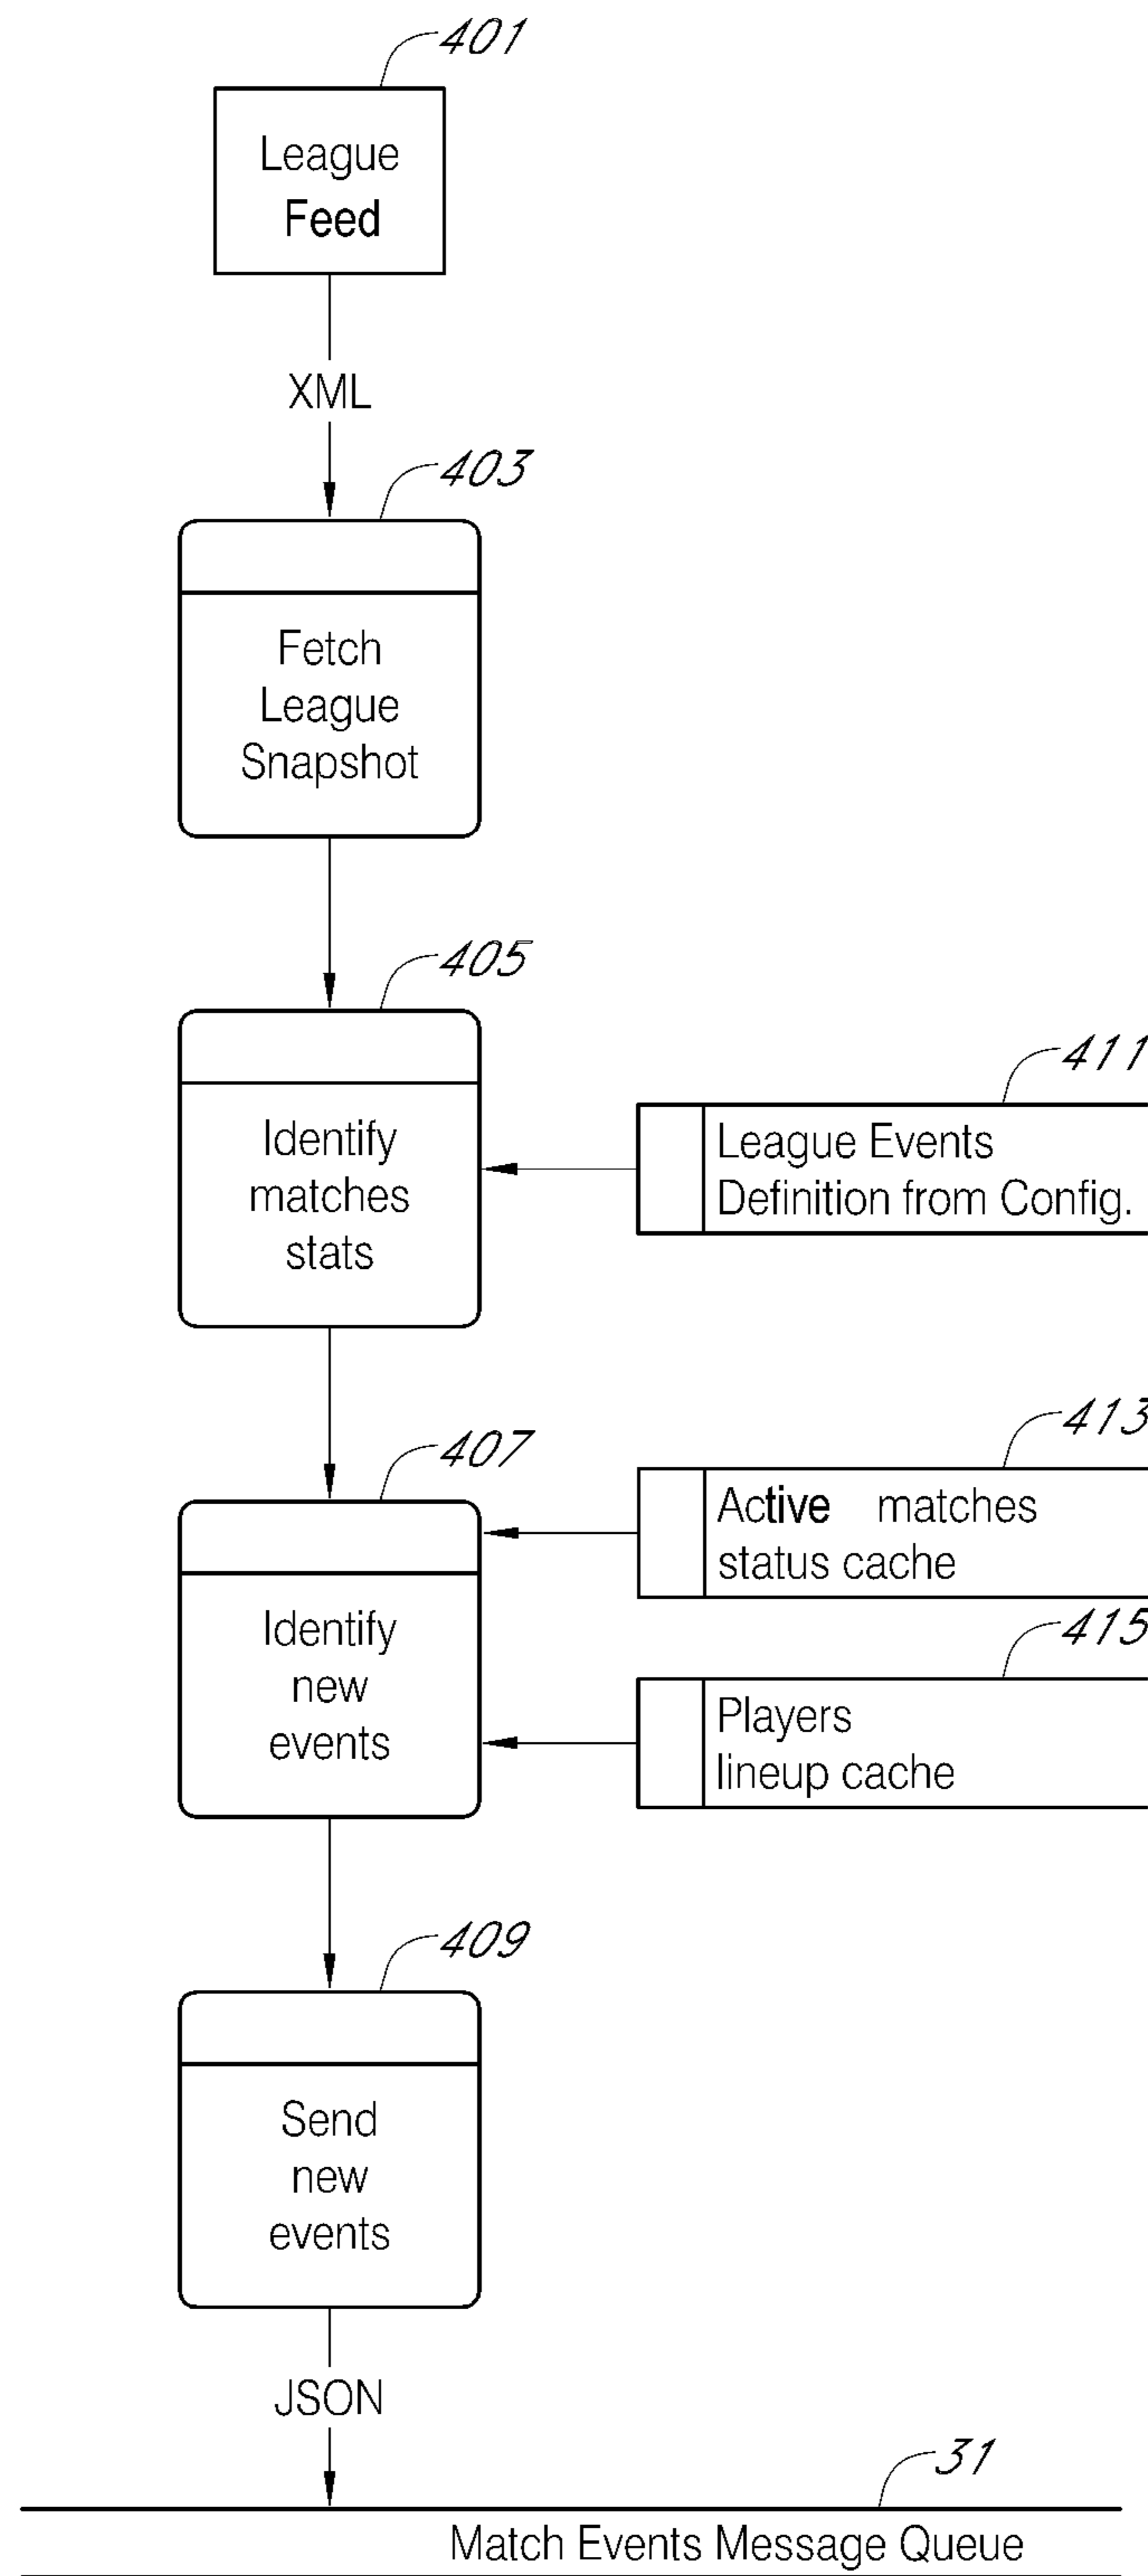 401
League
Feed
XML
403
Fetch
League
Snapshot
405
Identify
matches
stats
411
League Events
Definition from Config.
407
Identify
new
events
413
Active matches
status cache
415
Players
lineup cache
409
Send
new
events
JSON
31
Match Events Message Queue